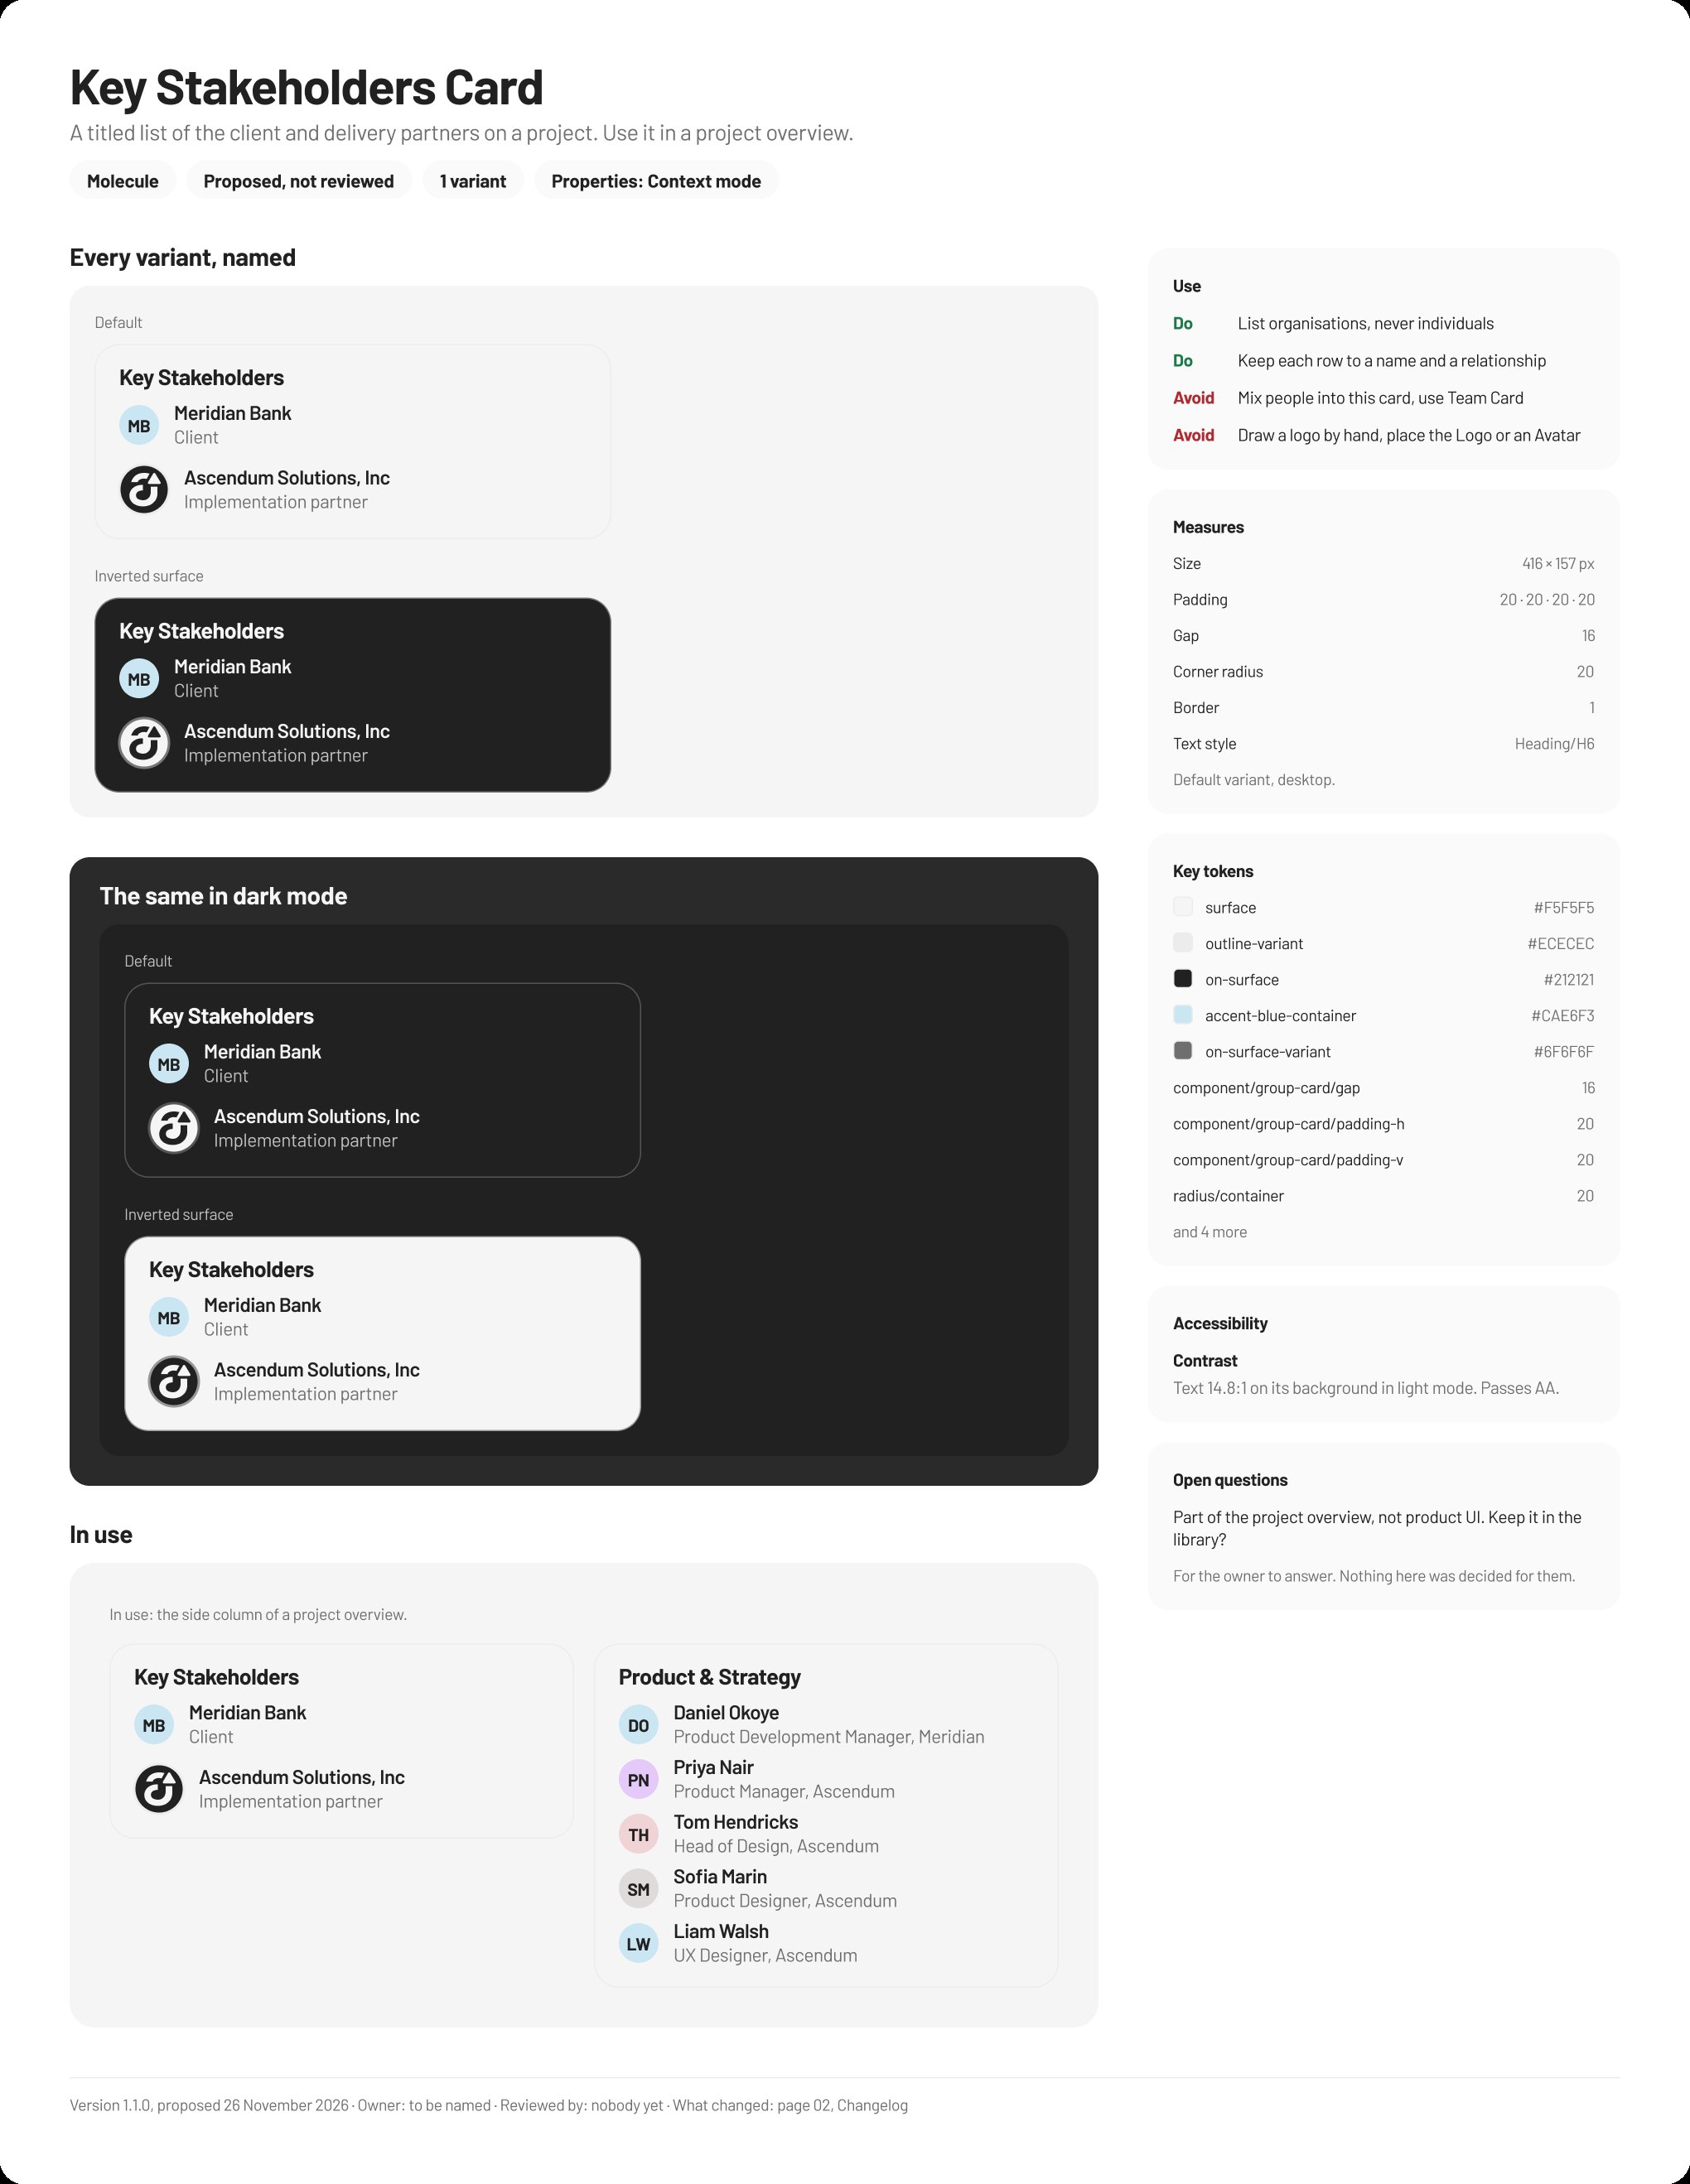 Key Stakeholders Card
A titled list of the client and delivery partners on a project. Use it in a project overview.
Molecule
Proposed, not reviewed
1 variant
Properties: Context mode
Every variant, named
Default
Key Stakeholders
MB
Meridian Bank
Client
Ascendum Solutions, Inc
Implementation partner
Inverted surface
Key Stakeholders
MB
Meridian Bank
Client
Ascendum Solutions, Inc
Implementation partner
The same in dark mode
Default
Key Stakeholders
MB
Meridian Bank
Client
Ascendum Solutions, Inc
Implementation partner
Inverted surface
Key Stakeholders
MB
Meridian Bank
Client
Ascendum Solutions, Inc
Implementation partner
In use
In use: the side column of a project overview.
Key Stakeholders
MB
Meridian Bank
Client
Ascendum Solutions, Inc
Implementation partner
Product & Strategy
DO
Daniel Okoye
Product Development Manager, Meridian
PN
Priya Nair
Product Manager, Ascendum
TH
Tom Hendricks
Head of Design, Ascendum
SM
Sofia Marin
Product Designer, Ascendum
LW
Liam Walsh
UX Designer, Ascendum
Use
Do List organisations, never individuals
Do Keep each row to a name and a relationship
Avoid Mix people into this card, use Team Card
Avoid Draw a logo by hand, place the Logo or an Avatar
Measures
Size 416 × 157 px
Padding 20 · 20 · 20 · 20
Gap 16
Corner radius 20
Border 1
Text style Heading/H6
Default variant, desktop.
Key tokens
surface #F5F5F5
outline-variant #ECECEC
on-surface #212121
accent-blue-container #CAE6F3
on-surface-variant #6F6F6F
component/group-card/gap 16
component/group-card/padding-h 20
component/group-card/padding-v 20
radius/container 20
and 4 more
Accessibility
Contrast
Text 14.8:1 on its background in light mode. Passes AA.
Open questions
Part of the project overview, not product UI. Keep it in the
library?
For the owner to answer. Nothing here was decided for them.
Version 1.1.0, proposed 26 November 2026 · Owner: to be named · Reviewed by: nobody yet · What changed: page 02, Changelog